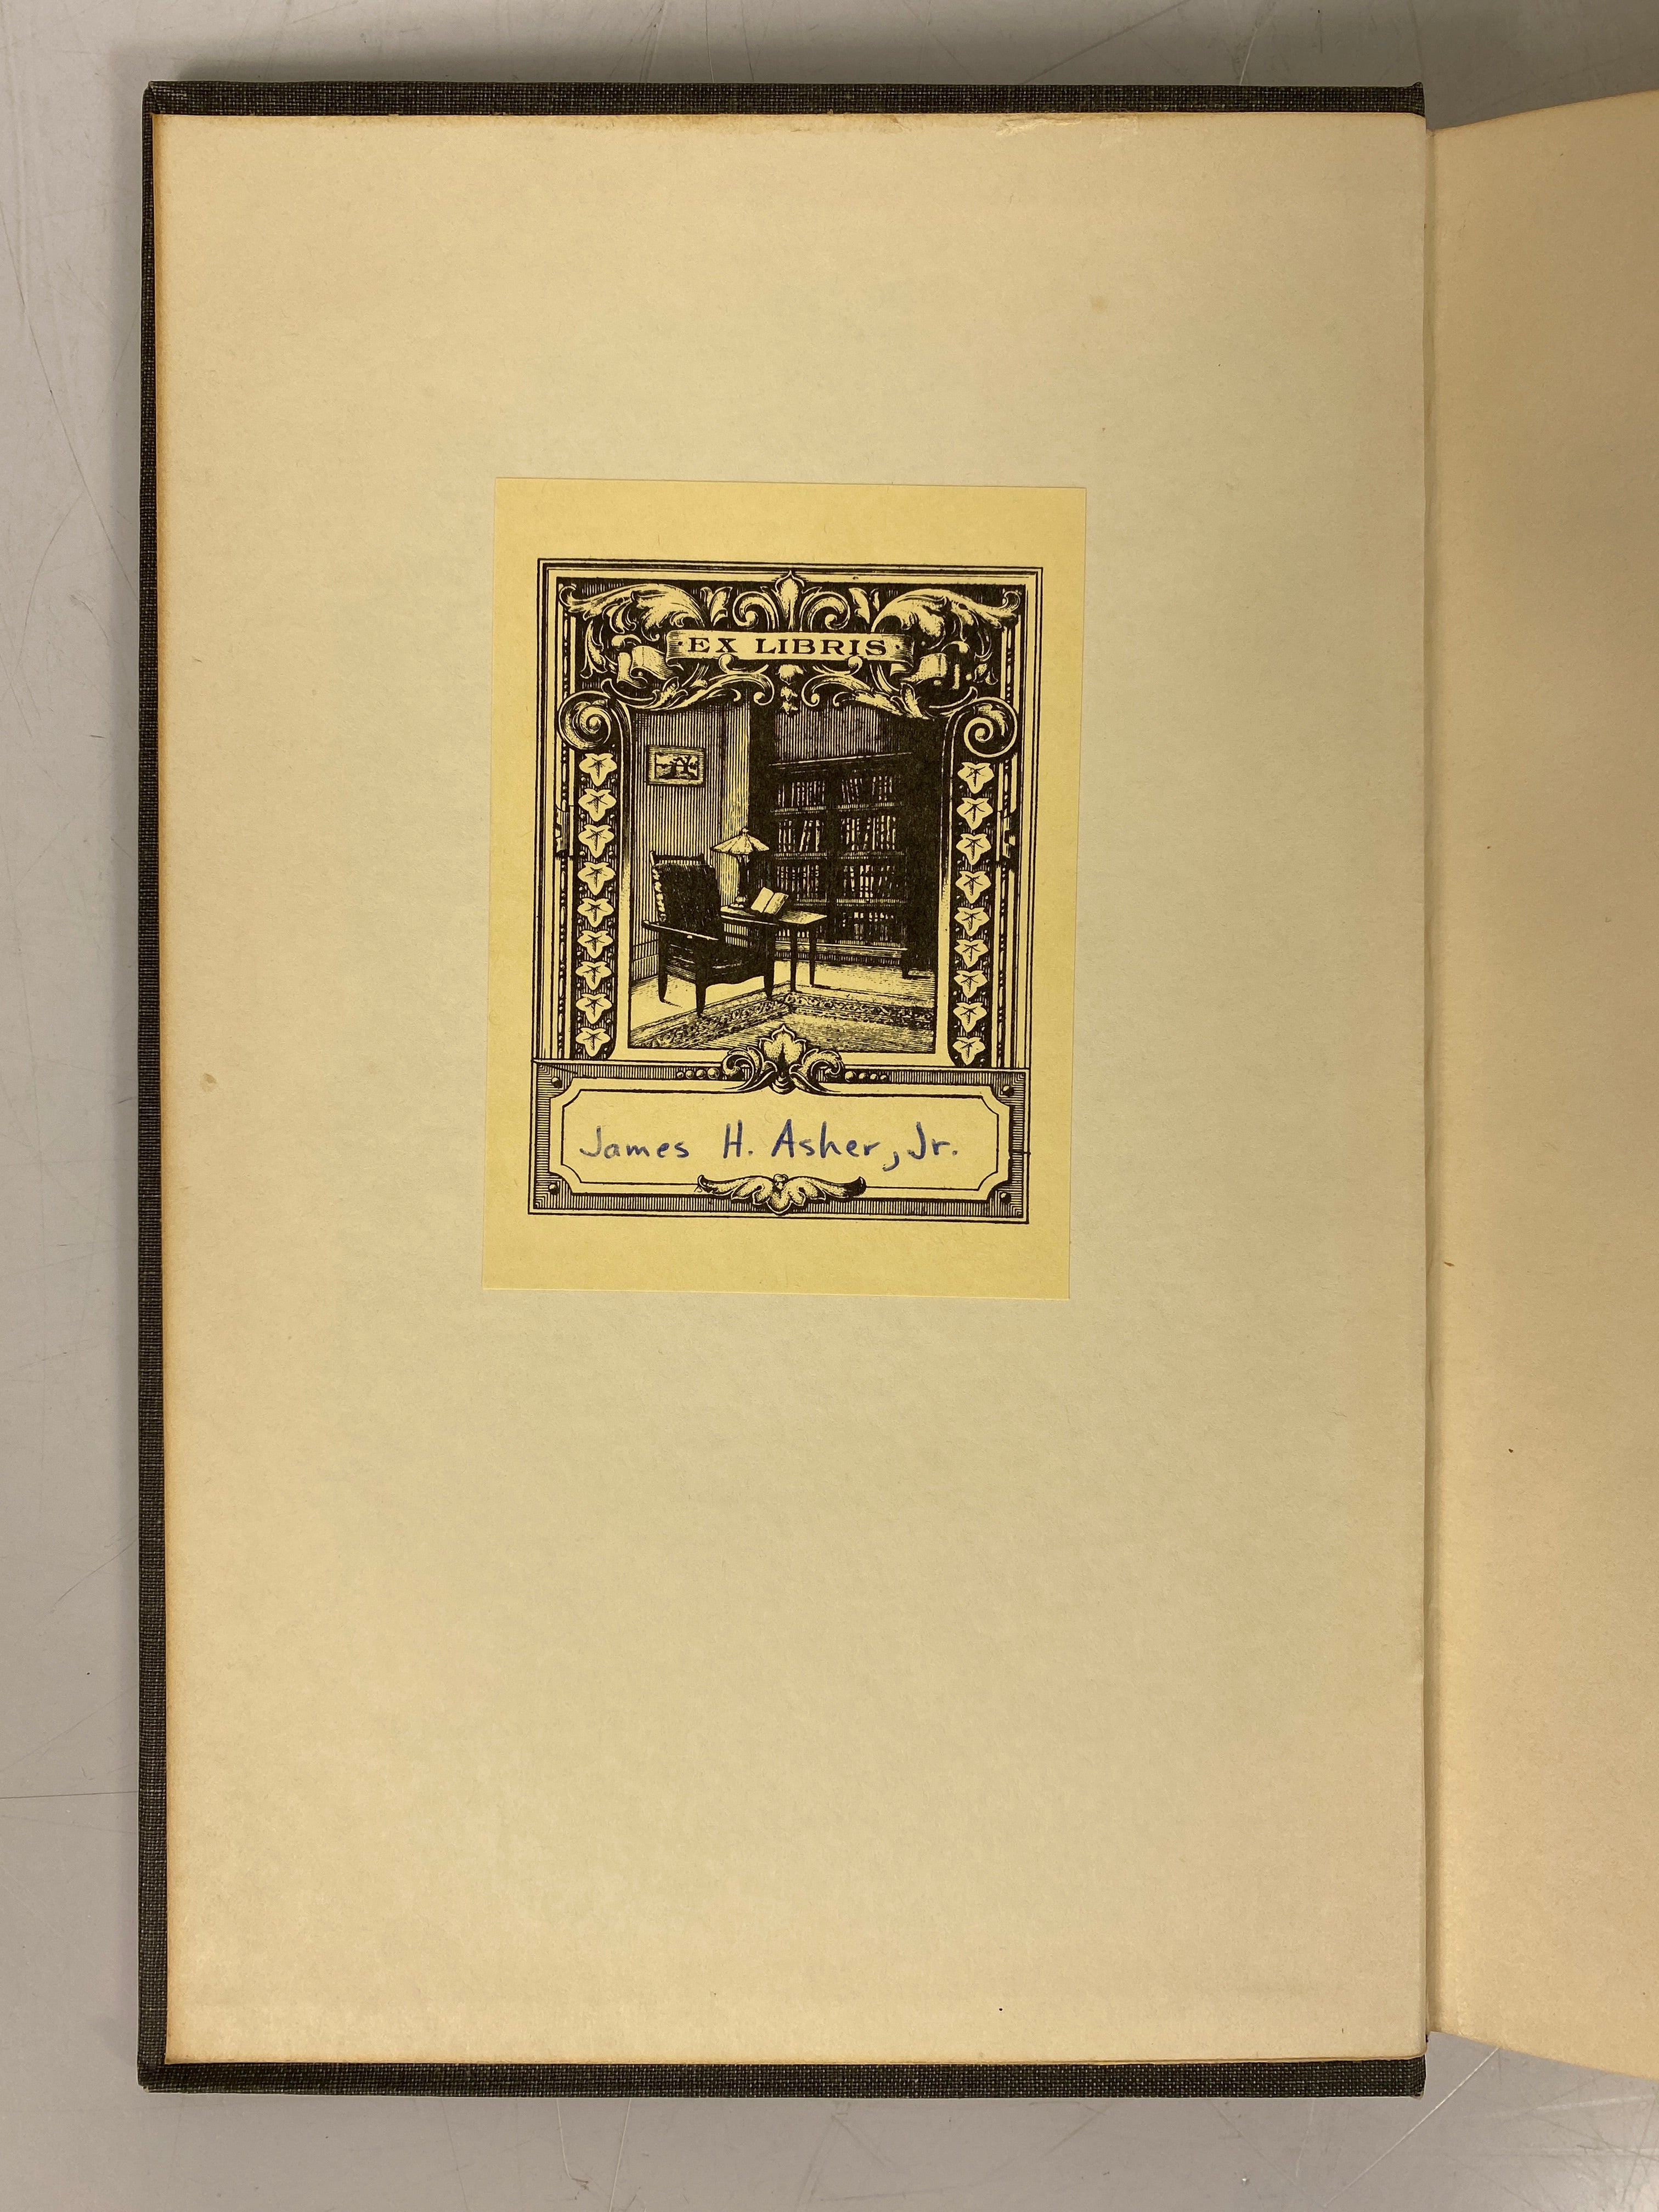 EX LIBRIS
James H. Asher, Jr.